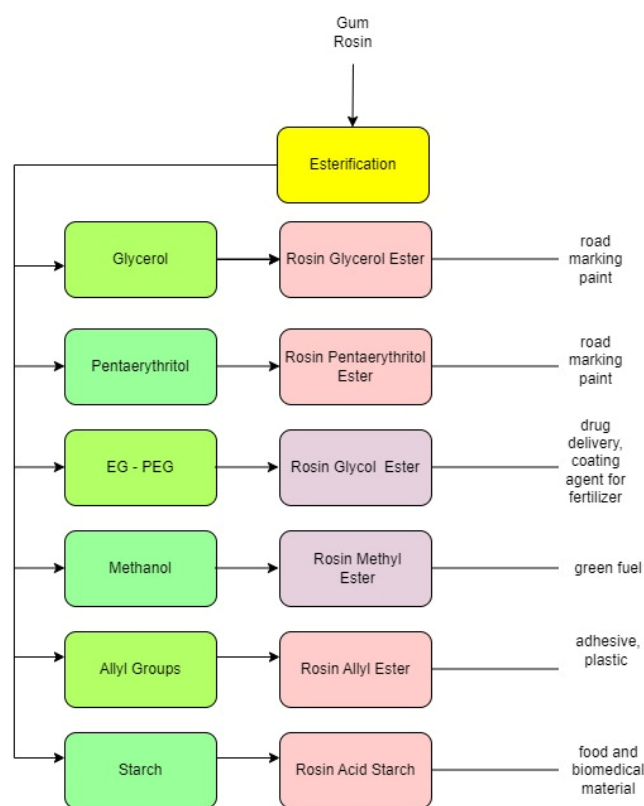 Gum
Rosin
Esterification
Glycerol
Rosin Glycerol Ester
road
marking
paint
Pentaerythritol
Rosin Pentaerythritol
Ester
road
marking
paint
EG - PEG
Rosin Glycol Ester
drug
delivery,
coating
agent for
fertilizer
Methanol
Rosin Methyl
Ester
green fuel
Allyl Groups
Rosin Allyl Ester
adhesive,
plastic
Starch
Rosin Acid Starch
food and
biomedical
material